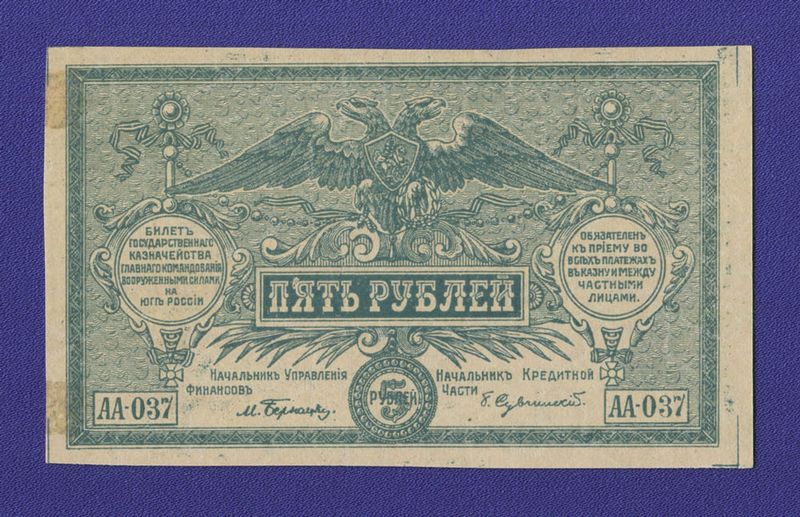 БИЛЕТЪ
ГОСУДАРСТВЕННАГО
КАЗНАЧЕЙСТВА
ГЛАВНАГО КОМАНДОВАНІЯ
ВООРУЖЕННЫМИ СИЛАМИ
НА
ЮГѢ РОССІИ
ОБЯЗАТЕЛЕНЪ
КЪ ПРІЕМУ ВО
ВСѢХЪ ПЛАТЕЖАХЪ
ВЪ КАЗНУ И МЕЖДУ
ЧАСТНЫМИ
ЛИЦАМИ.
ПЯТЬ РУБЛЕЙ
НАЧАЛЬНИКЪ УПРАВЛЕНІЯ
ФИНАНСОВЪ
НАЧАЛЬНИКЪ КРЕДИТНОЙ
ЧАСТИ
5
РУБЛЕЙ
М. Бернацкі
АА-037
АА-037